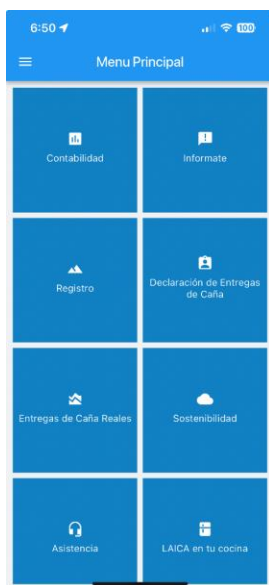 6:50 100
Menu Principal
Contabilidad
Informate
Registro
Declaración de Entregas
de Caña
Entregas de Caña Reales
Sostenibilidad
Asistencia
LAICA en tu cocina